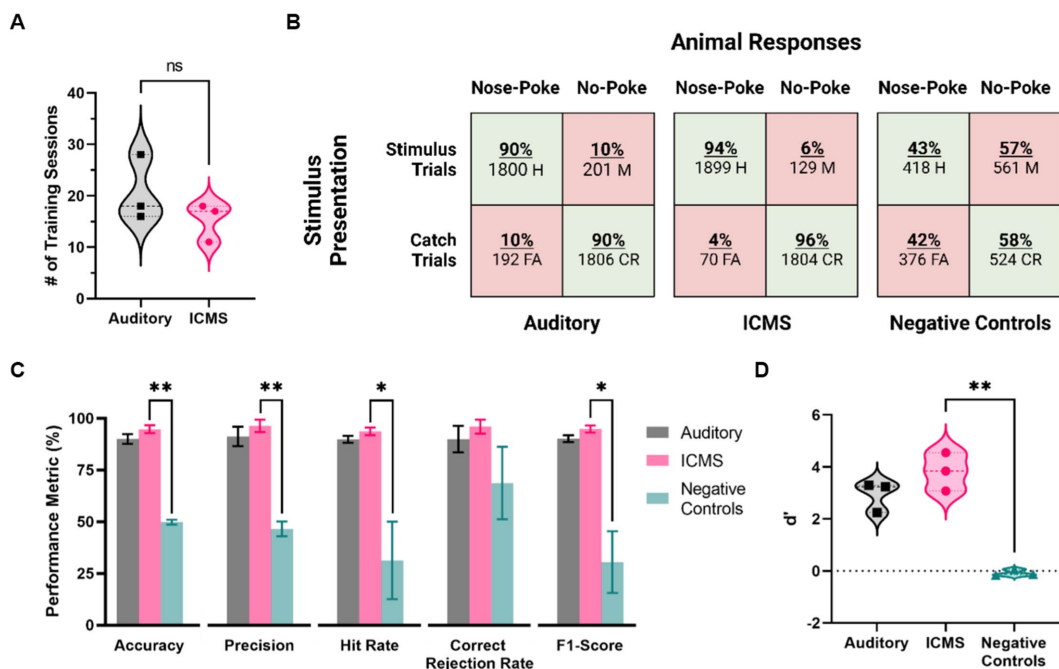 A
ns
# of Training Sessions
40
30
20
10
0
Auditory
ICMS
B
Animal Responses
Nose-Poke
No-Poke
Nose-Poke
No-Poke
Nose-Poke
No-Poke
Stimulus Presentation
Stimulus
Trials
90%
1800 H
10%
201 M
94%
1899 H
6%
129 M
43%
418 H
57%
561 M
Catch
Trials
10%
192 FA
90%
1806 CR
4%
70 FA
96%
1804 CR
42%
376 FA
58%
524 CR
Auditory
ICMS
Negative Controls
C
Performance Metric (%)
100
75
50
25
0
**
**
*
*
Accuracy
Precision
Hit Rate
Correct
Rejection Rate
F1-Score
Auditory
ICMS
Negative
Controls
D
**
d'
6
4
2
0
-2
Auditory
ICMS
Negative
Controls